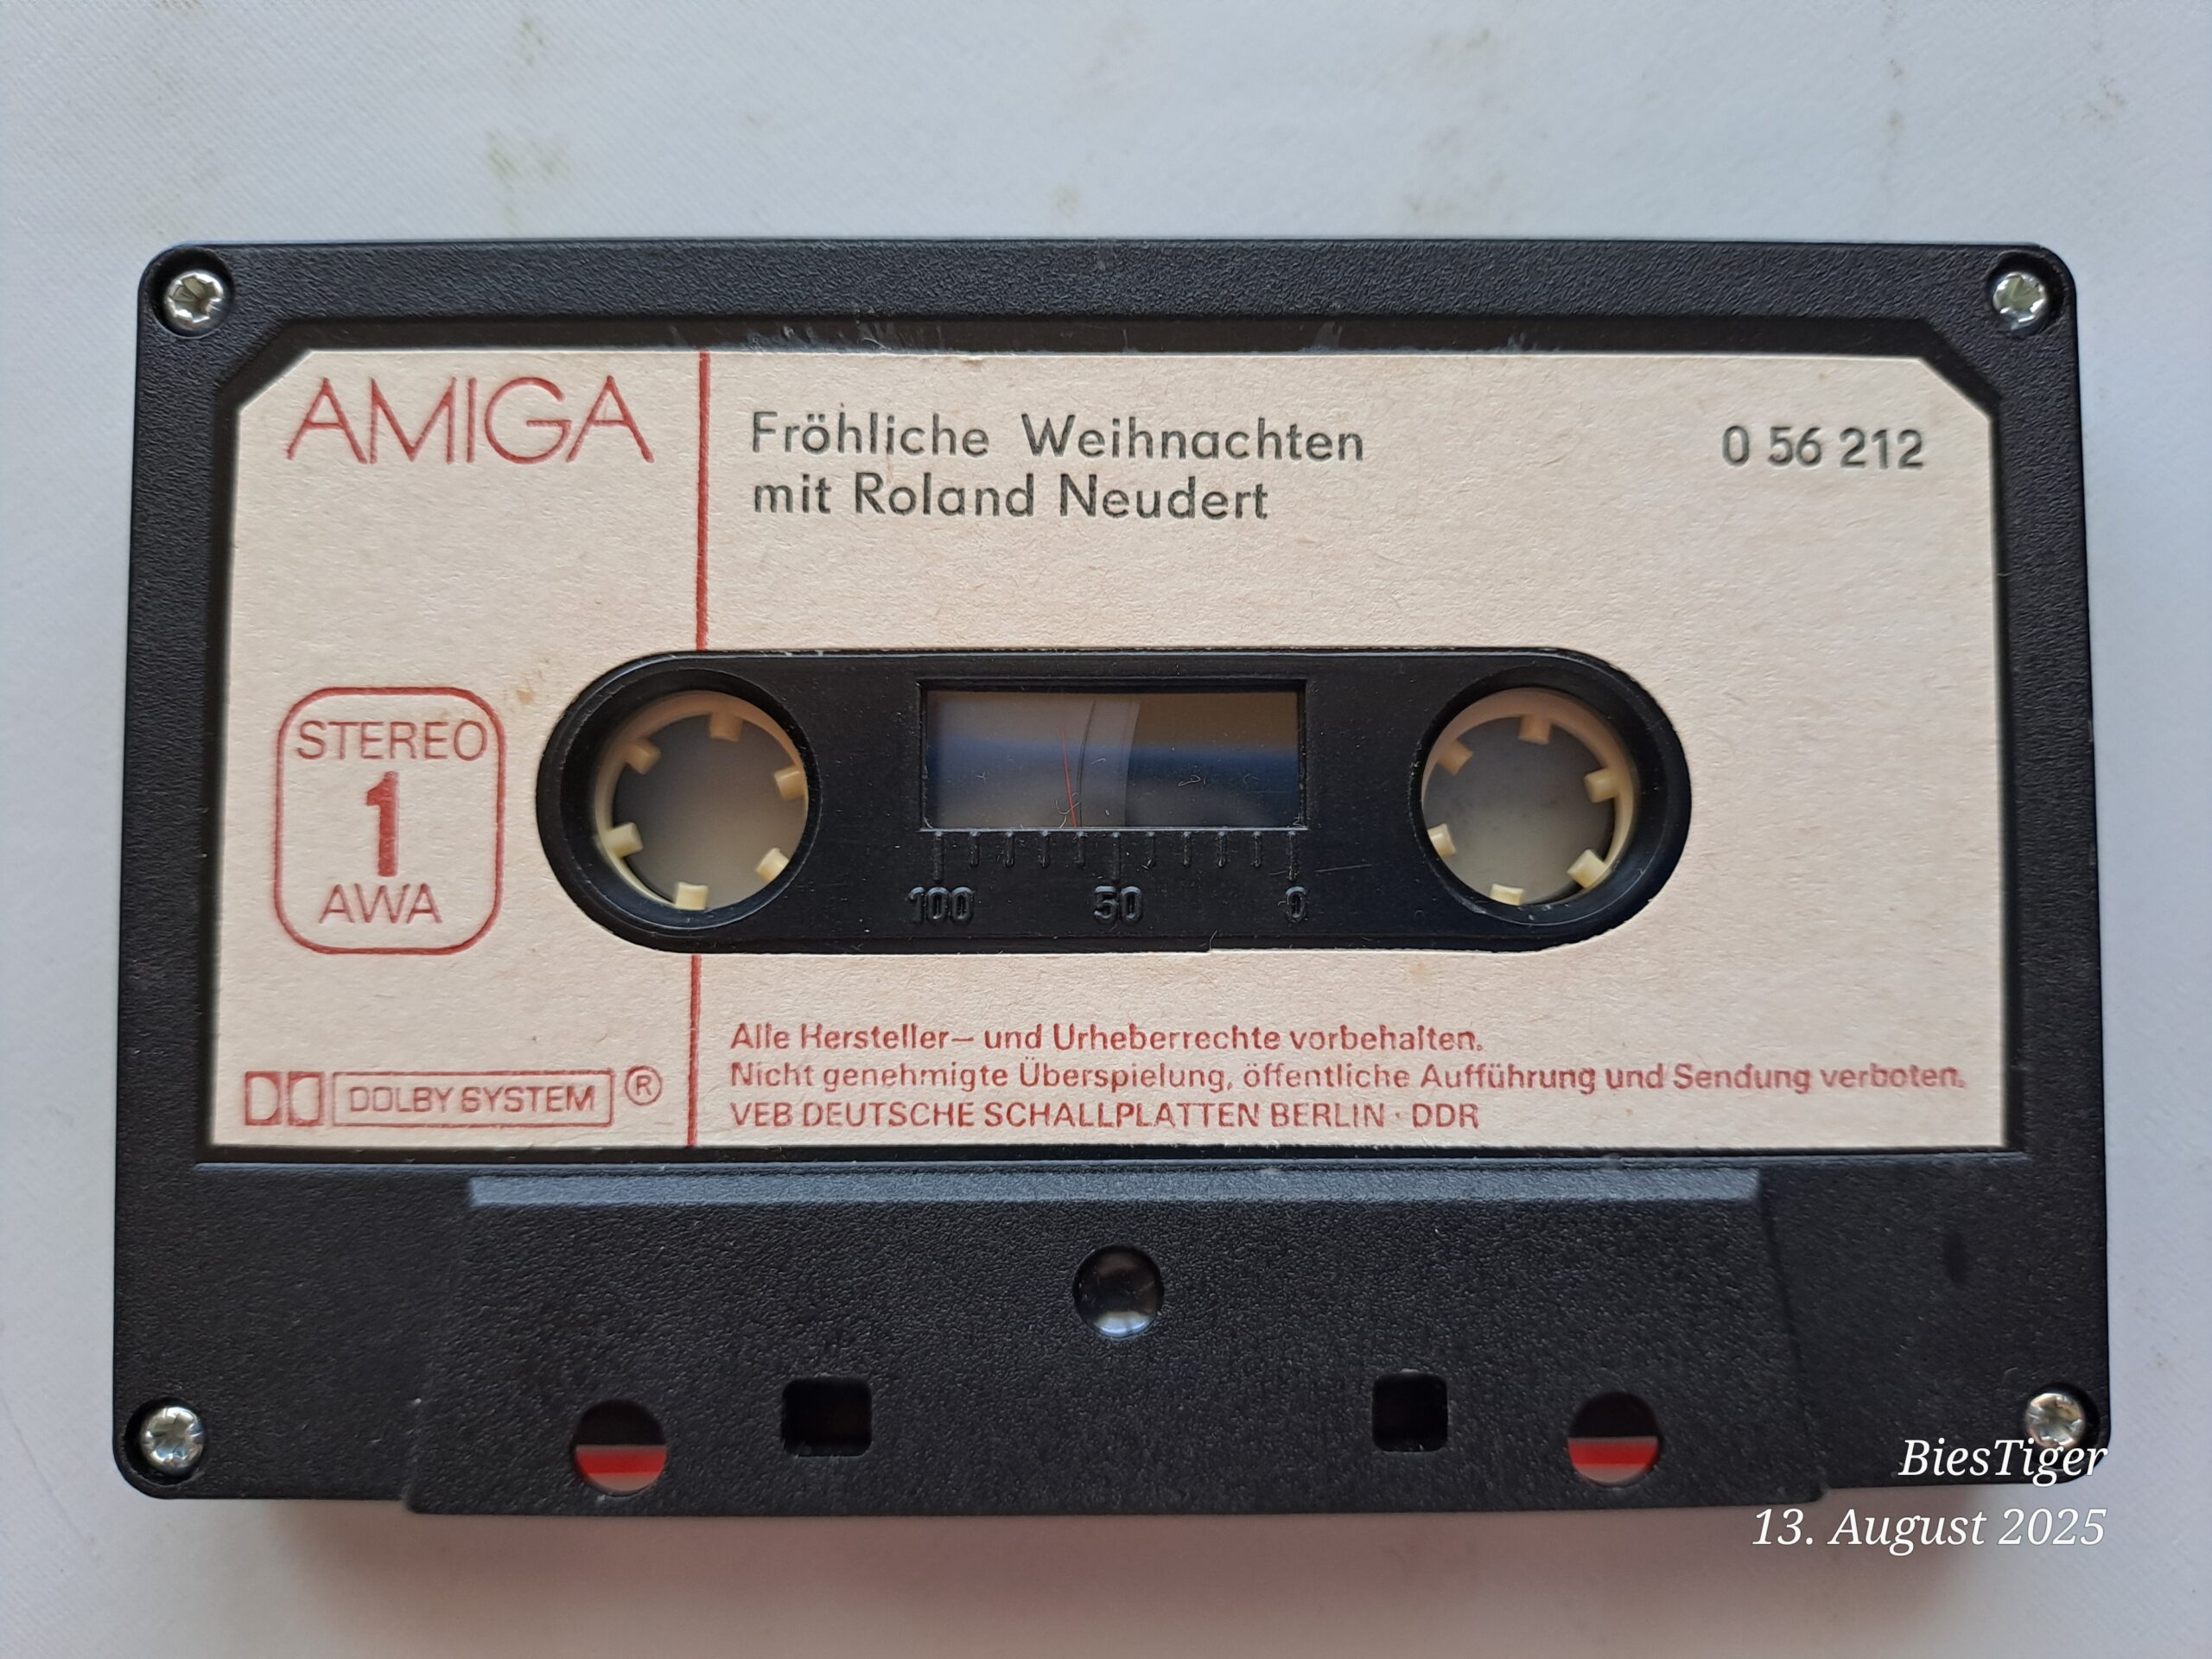 AMIGA
Fröhliche Weihnachten
mit Roland Neudert
0 56 212
STEREO
1
AWA
100 50 0
Alle Hersteller– und Urheberrechte vorbehalten.
Nicht genehmigte Überspielung, öffentliche Aufführung und Sendung verboten.
VEB DEUTSCHE SCHALLPLATTEN BERLIN · DDR
DOLBY SYSTEM ®
BiesTiger
13. August 2025